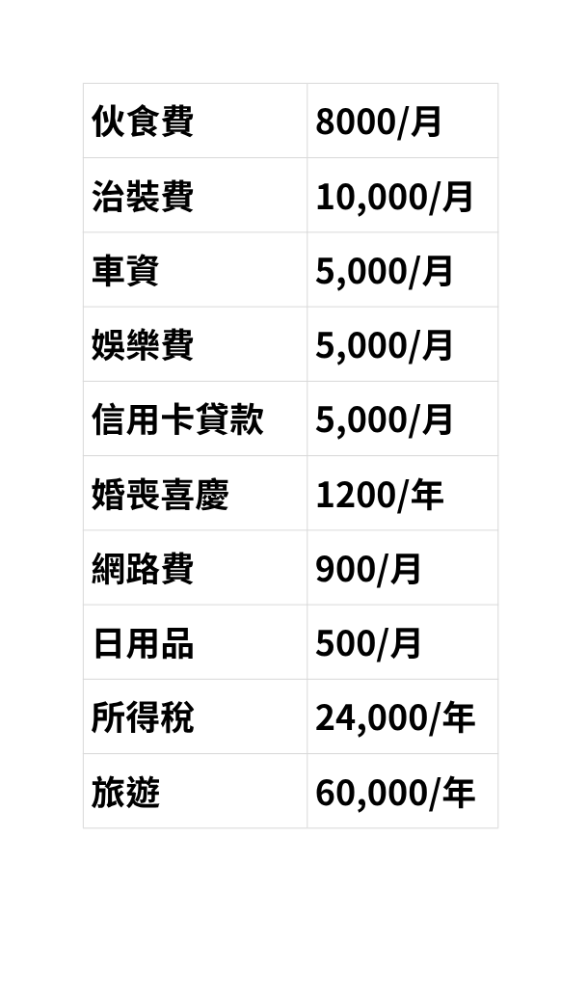 伙食費 8000/月
治裝費 10,000/月
車資 5,000/月
娛樂費 5,000/月
信用卡貸款 5,000/月
婚喪喜慶 1200/年
網路費 900/月
日用品 500/月
所得稅 24,000/年
旅遊 60,000/年